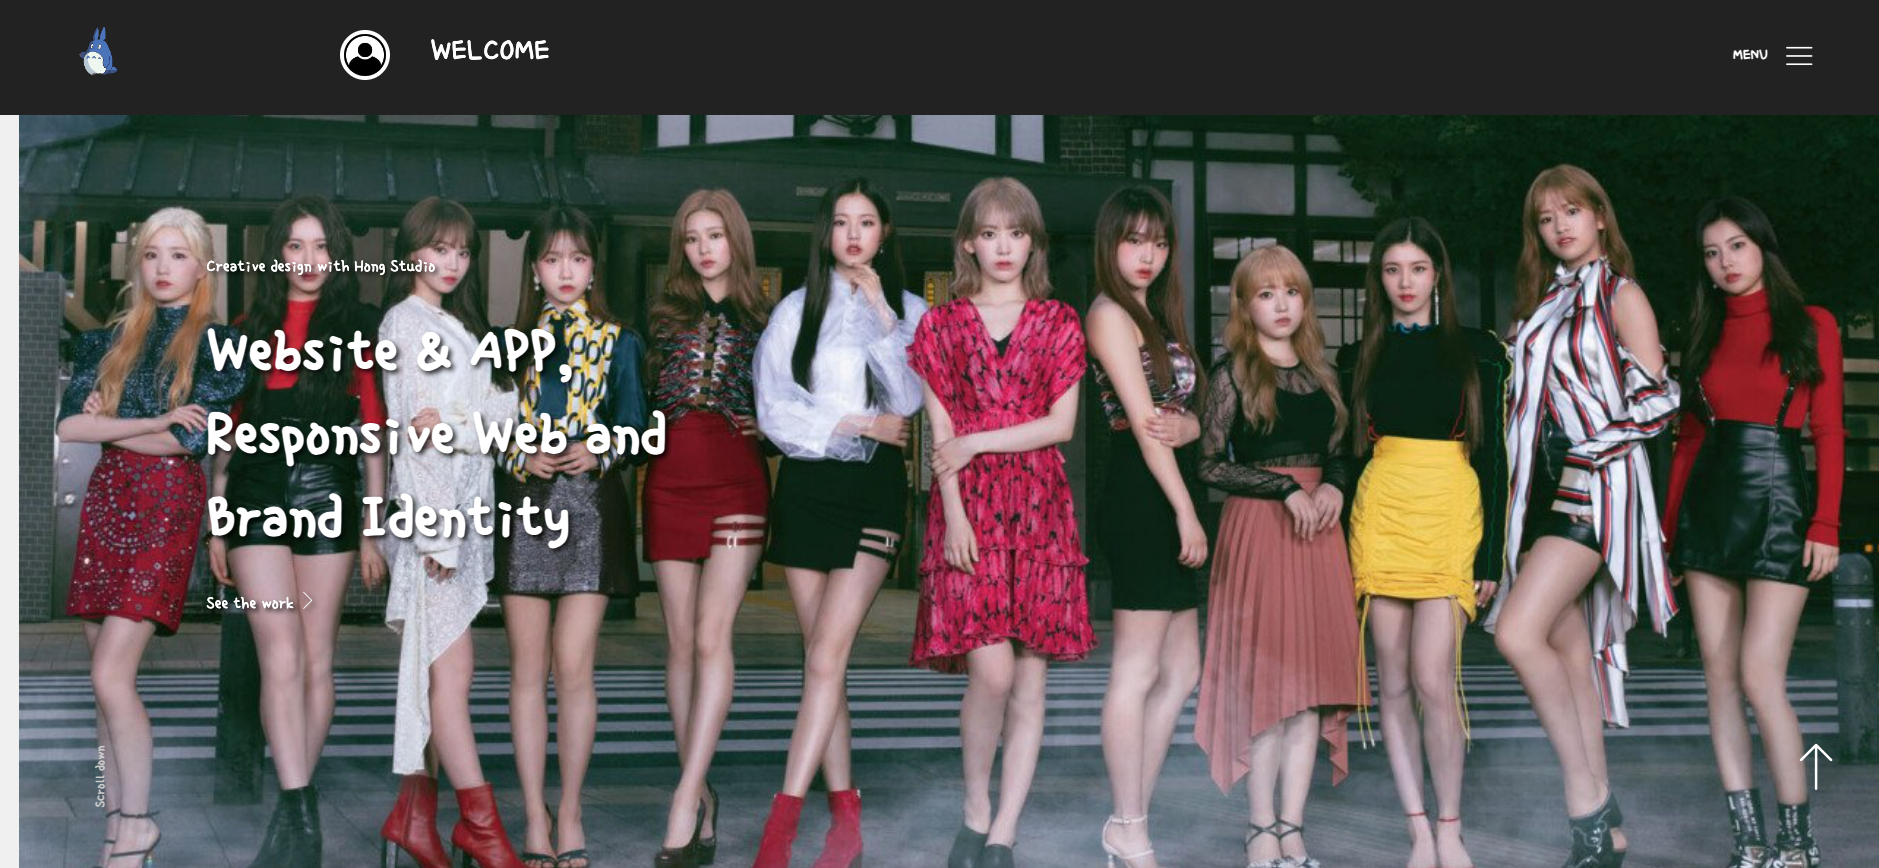 WELCOME
MENU
Creative design with Hong Studio
Website & APP,
Responsive Web and
Brand Identity
See the work
Scroll down